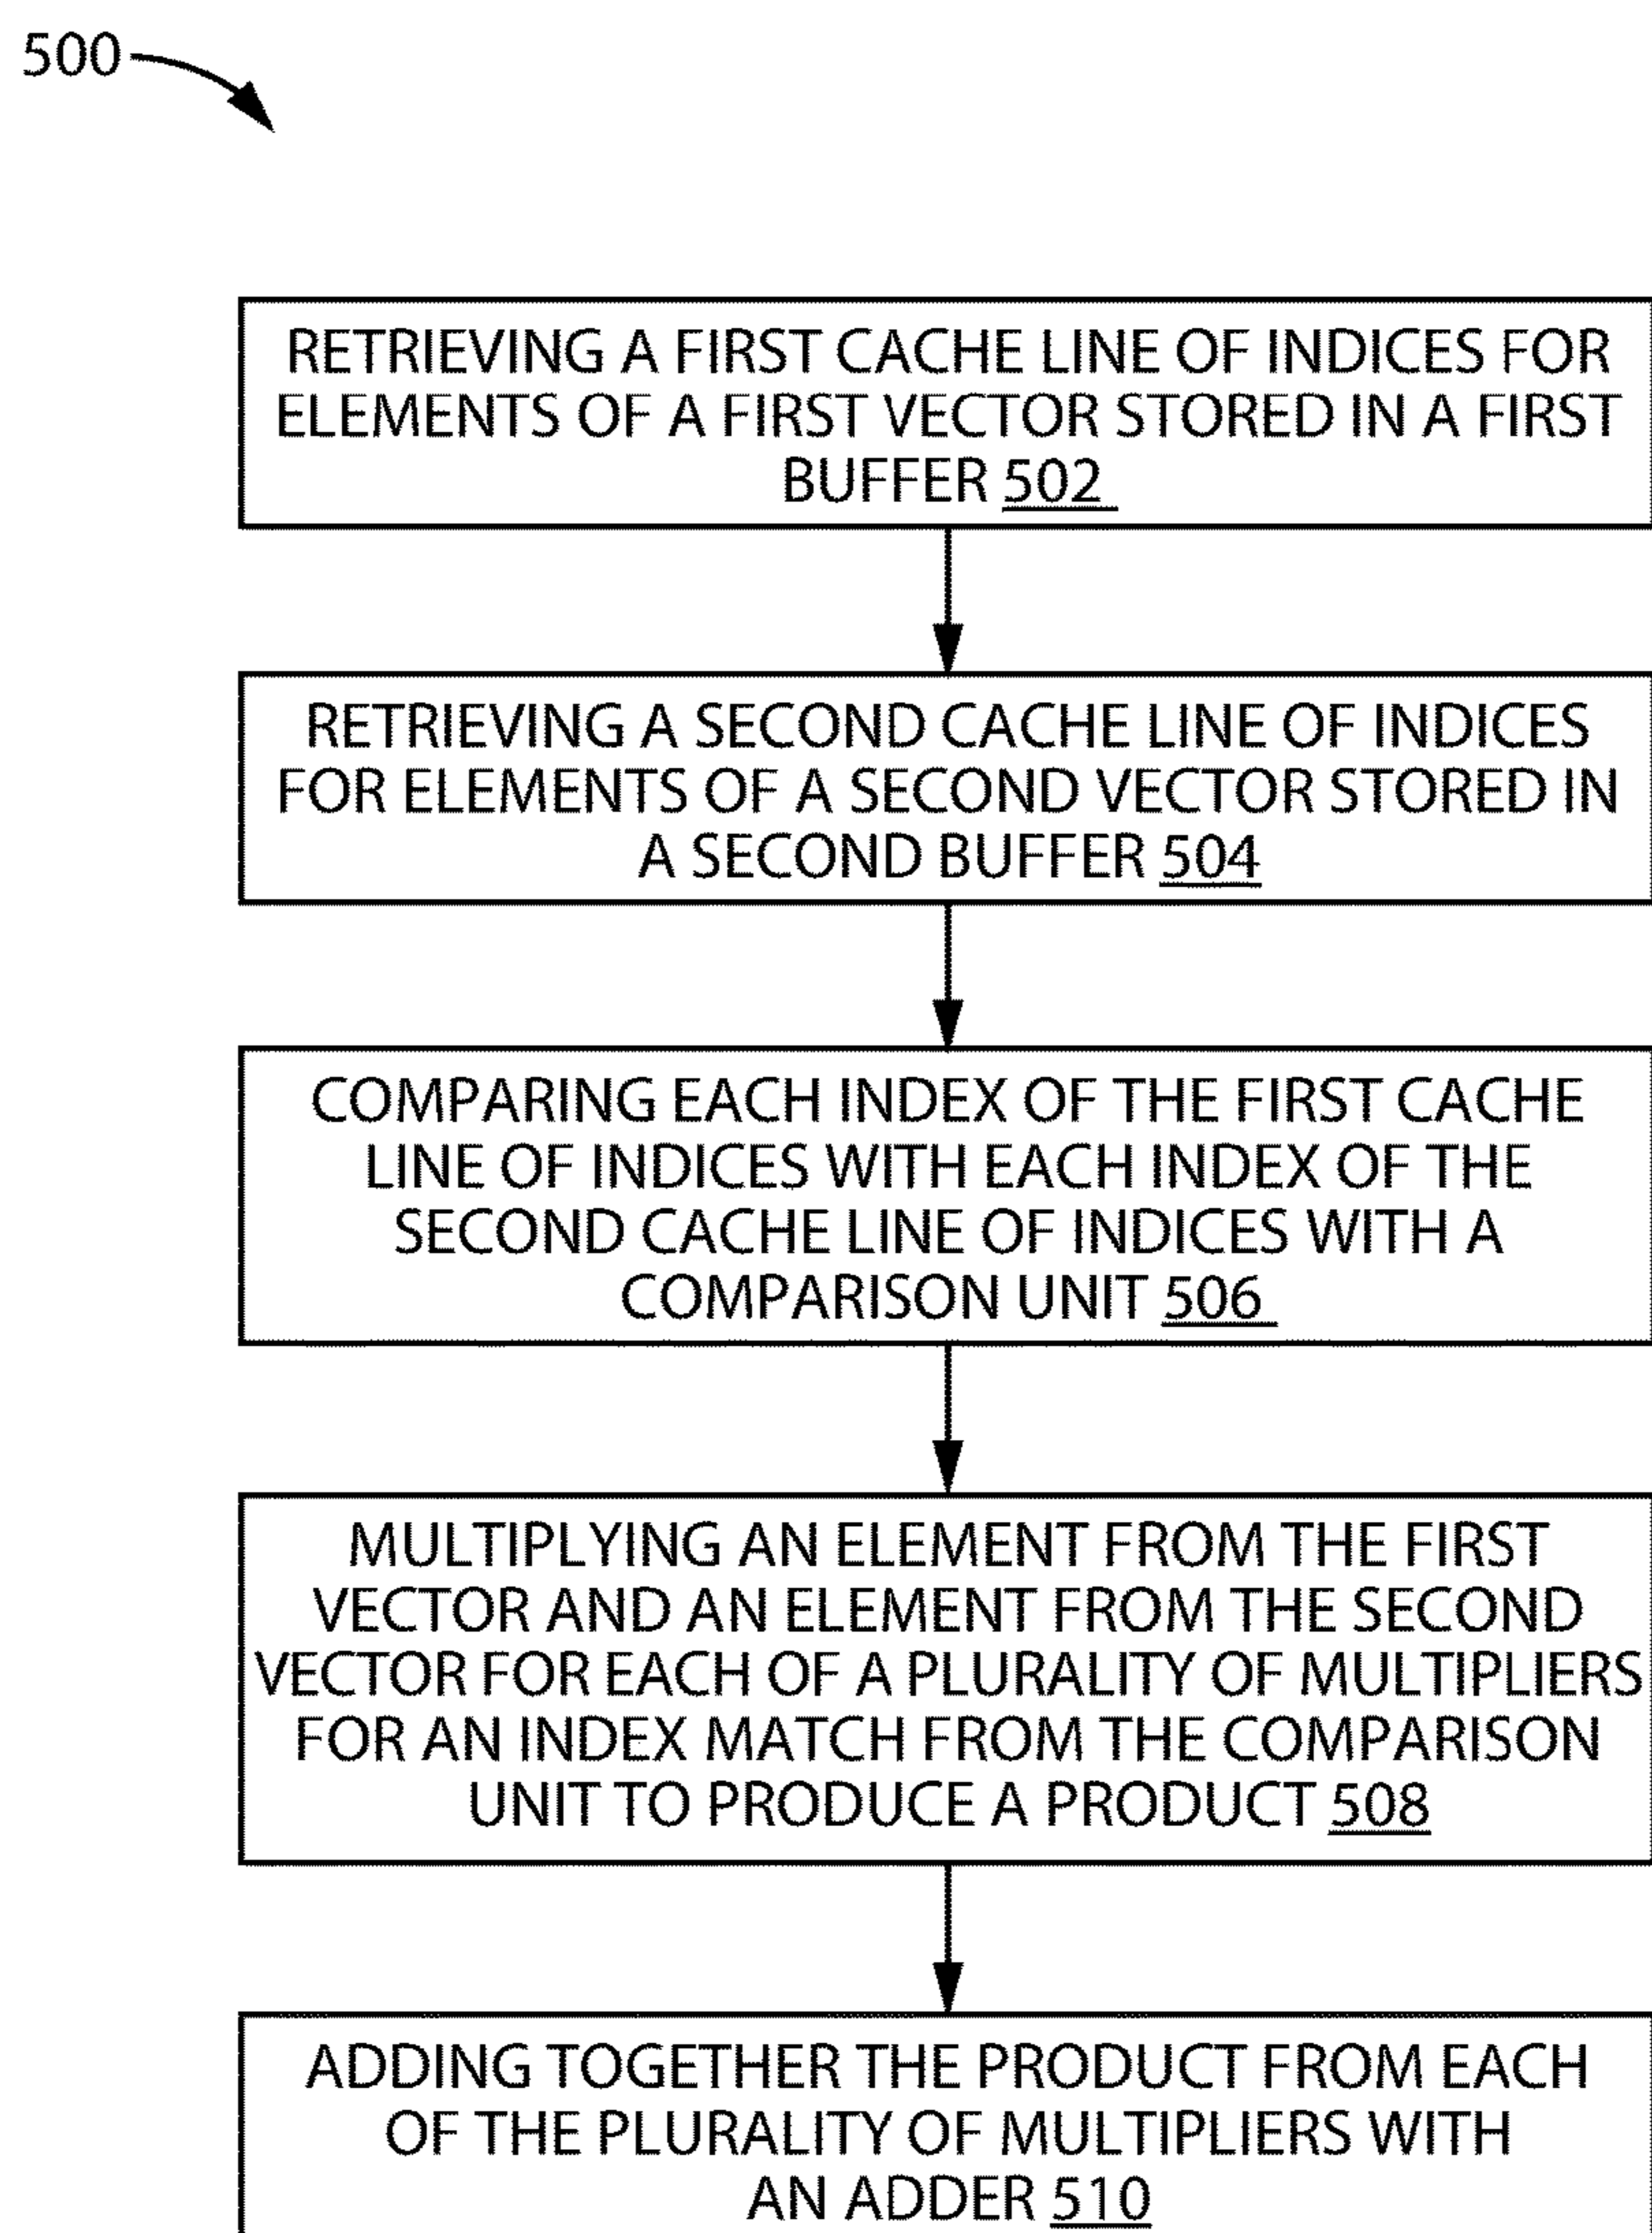 500
RETRIEVING A FIRST CACHE LINE OF INDICES FOR
ELEMENTS OF A FIRST VECTOR STORED IN A FIRST
BUFFER 502
RETRIEVING A SECOND CACHE LINE OF INDICES
FOR ELEMENTS OF A SECOND VECTOR STORED IN
A SECOND BUFFER 504
COMPARING EACH INDEX OF THE FIRST CACHE
LINE OF INDICES WITH EACH INDEX OF THE
SECOND CACHE LINE OF INDICES WITH A
COMPARISON UNIT 506
MULTIPLYING AN ELEMENT FROM THE FIRST
VECTOR AND AN ELEMENT FROM THE SECOND
VECTOR FOR EACH OF A PLURALITY OF MULTIPLIERS
FOR AN INDEX MATCH FROM THE COMPARISON
UNIT TO PRODUCE A PRODUCT 508
ADDING TOGETHER THE PRODUCT FROM EACH
OF THE PLURALITY OF MULTIPLIERS WITH
AN ADDER 510